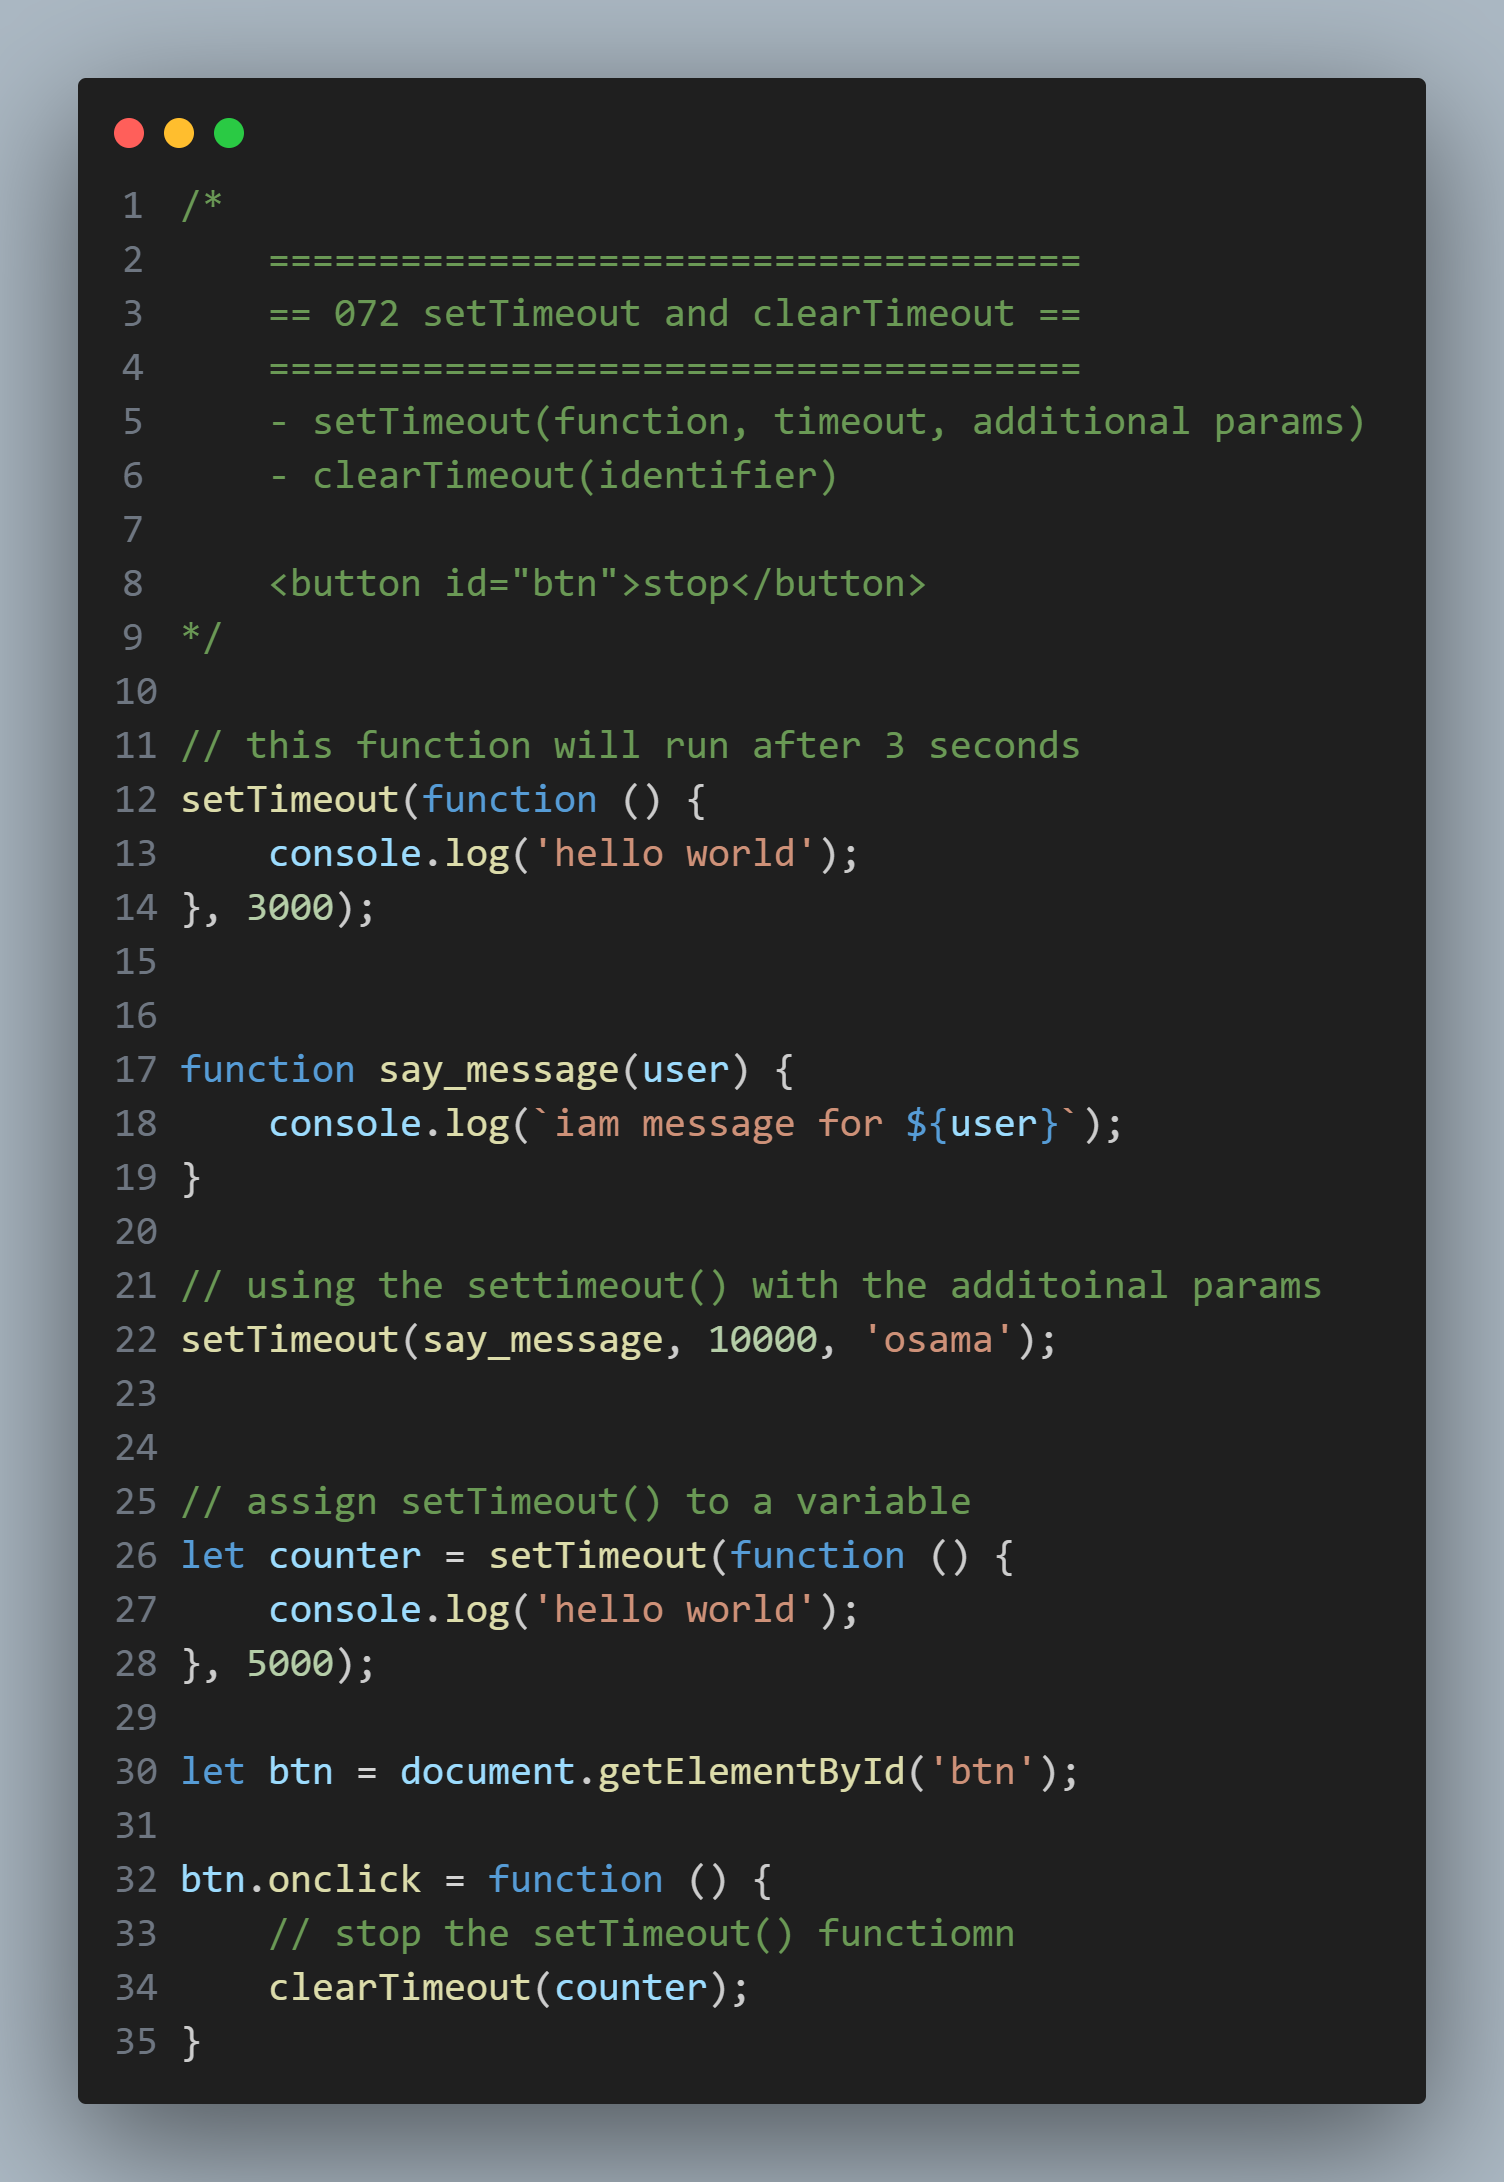 1 /*
2     =====================================
3     == 072 setTimeout and clearTimeout ==
4     =====================================
5     - setTimeout(function, timeout, additional params)
6     - clearTimeout(identifier)
7
8     <button id="btn">stop</button>
9 */
10
11 // this function will run after 3 seconds
12 setTimeout(function () {
13     console.log('hello world');
14 }, 3000);
15
16
17 function say_message(user) {
18     console.log(`iam message for ${user}`);
19 }
20
21 // using the settimeout() with the additoinal params
22 setTimeout(say_message, 10000, 'osama');
23
24
25 // assign setTimeout() to a variable
26 let counter = setTimeout(function () {
27     console.log('hello world');
28 }, 5000);
29
30 let btn = document.getElementById('btn');
31
32 btn.onclick = function () {
33     // stop the setTimeout() functiomn
34     clearTimeout(counter);
35 }